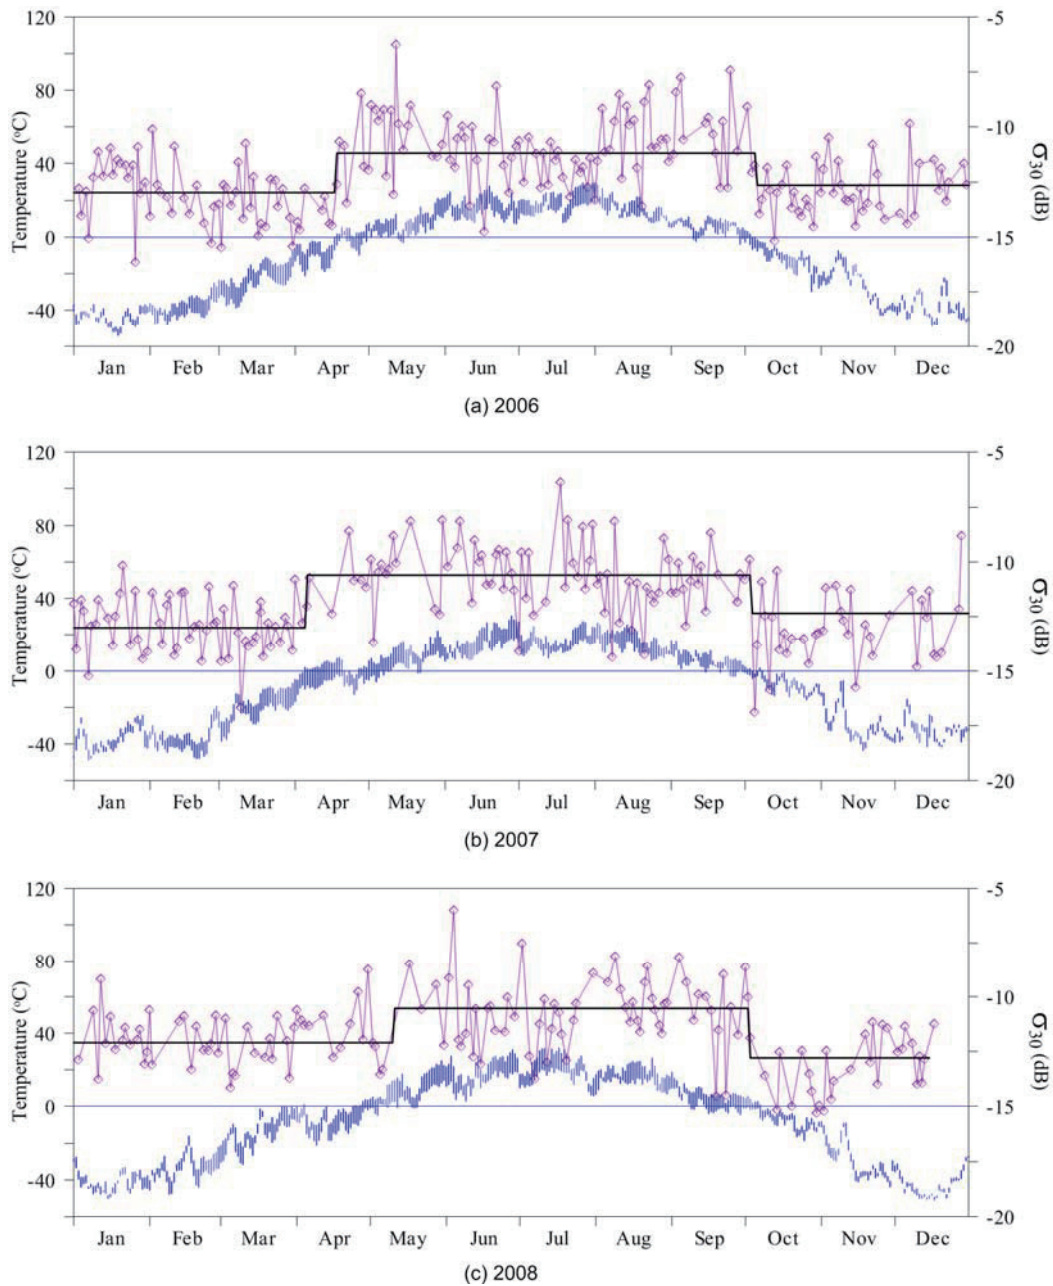 120
80
40
0
-40
Temperature (°C)
-5
-10
-15
-20
σ30 (dB)
Jan Feb Mar Apr May Jun Jul Aug Sep Oct Nov Dec
(a) 2006
120
80
40
0
-40
Temperature (°C)
-5
-10
-15
-20
σ30 (dB)
Jan Feb Mar Apr May Jun Jul Aug Sep Oct Nov Dec
(b) 2007
120
80
40
0
-40
Temperature (°C)
-5
-10
-15
-20
σ30 (dB)
Jan Feb Mar Apr May Jun Jul Aug Sep Oct Nov Dec
(c) 2008